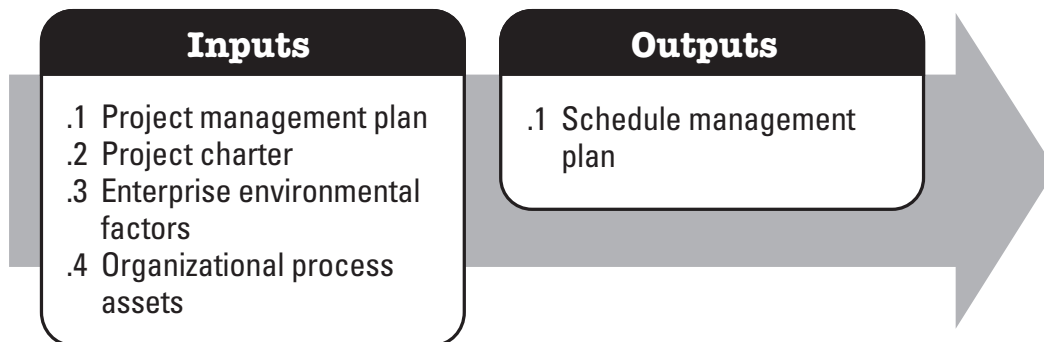 Inputs
.1 Project management plan
.2 Project charter
.3 Enterprise environmental
factors
.4 Organizational process
assets
Outputs
.1 Schedule management
plan